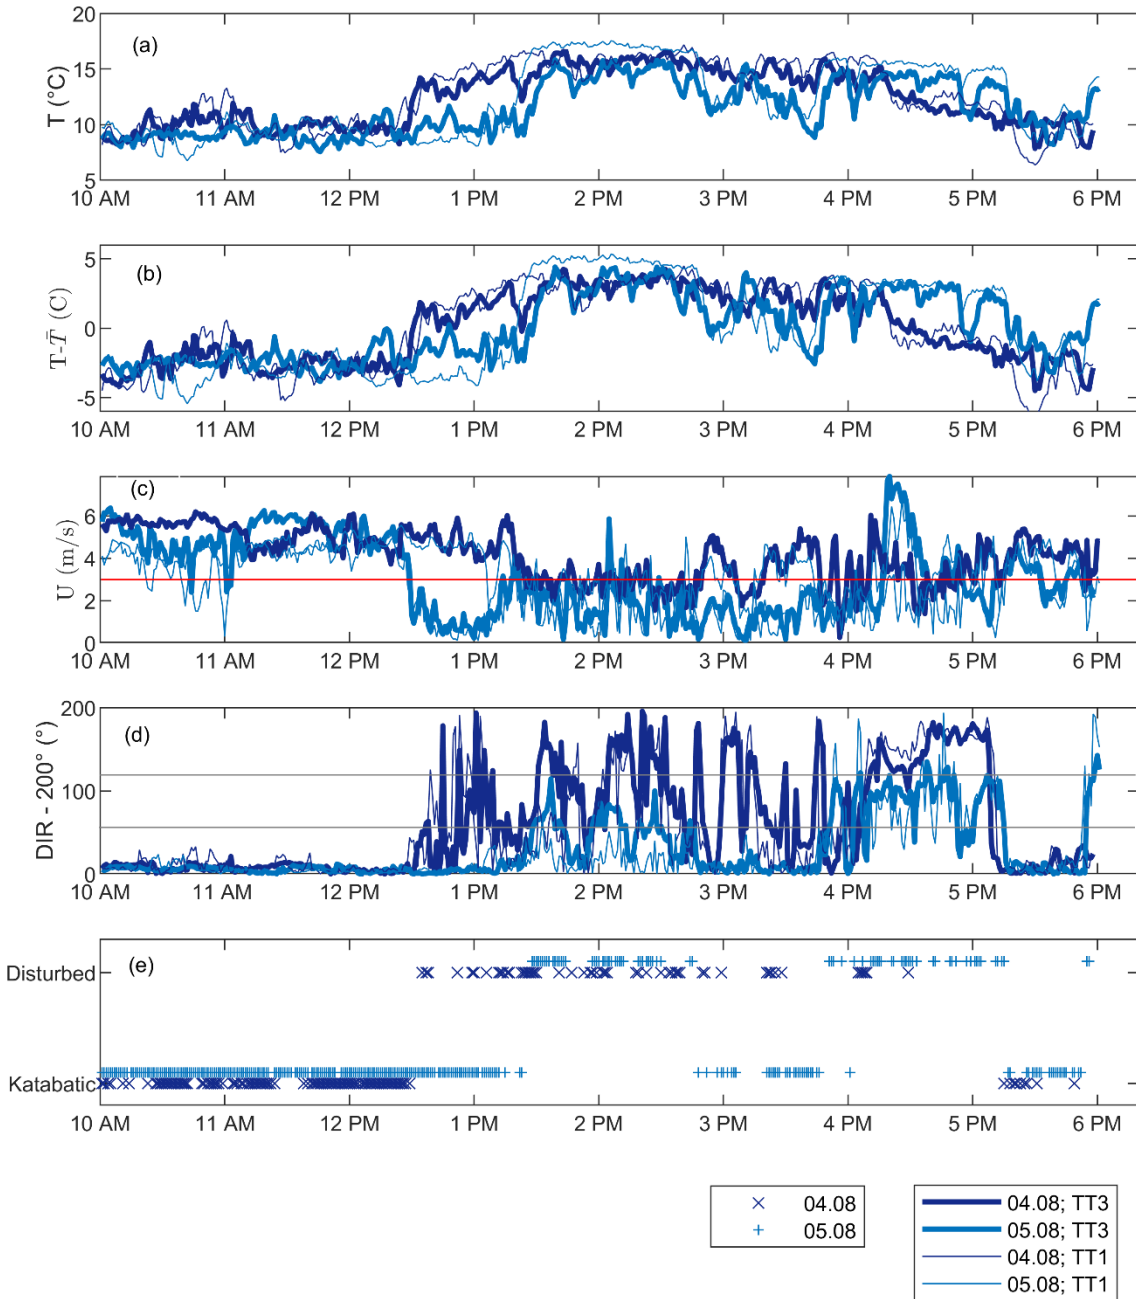 (a)
T (°C)
20
15
10
5
10 AM 11 AM 12 PM 1 PM 2 PM 3 PM 4 PM 5 PM 6 PM
(b)
T-T̄ (C)
5
0
-5
10 AM 11 AM 12 PM 1 PM 2 PM 3 PM 4 PM 5 PM 6 PM
(c)
U (m/s)
6
4
2
0
10 AM 11 AM 12 PM 1 PM 2 PM 3 PM 4 PM 5 PM 6 PM
(d)
DIR - 200° (°)
200
100
0
10 AM 11 AM 12 PM 1 PM 2 PM 3 PM 4 PM 5 PM 6 PM
(e)
Disturbed
Katabatic
10 AM 11 AM 12 PM 1 PM 2 PM 3 PM 4 PM 5 PM 6 PM
04.08
05.08
04.08; TT3
05.08; TT3
04.08; TT1
05.08; TT1